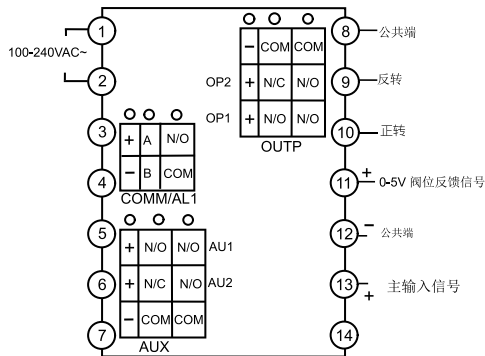 1
100-240VAC~
2
3
4
5
6
7
− COM COM
OP2 + N/C N/O
OP1 + N/O N/O
OUTP
+ A N/O
− B COM
COMM/AL1
+ N/O N/O AU1
+ N/C N/O AU2
− COM COM
AUX
8 公共端
9 反转
10 正转
11 + 0-5V 阀位反馈信号
12 − 公共端
13 + 主输入信号
14